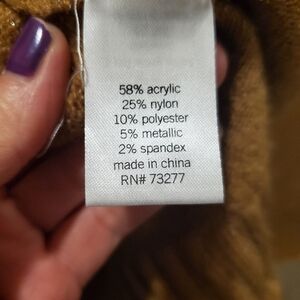 58% acrylic
25% nylon
10% polyester
5% metallic
2% spandex
made in china
RN# 73277